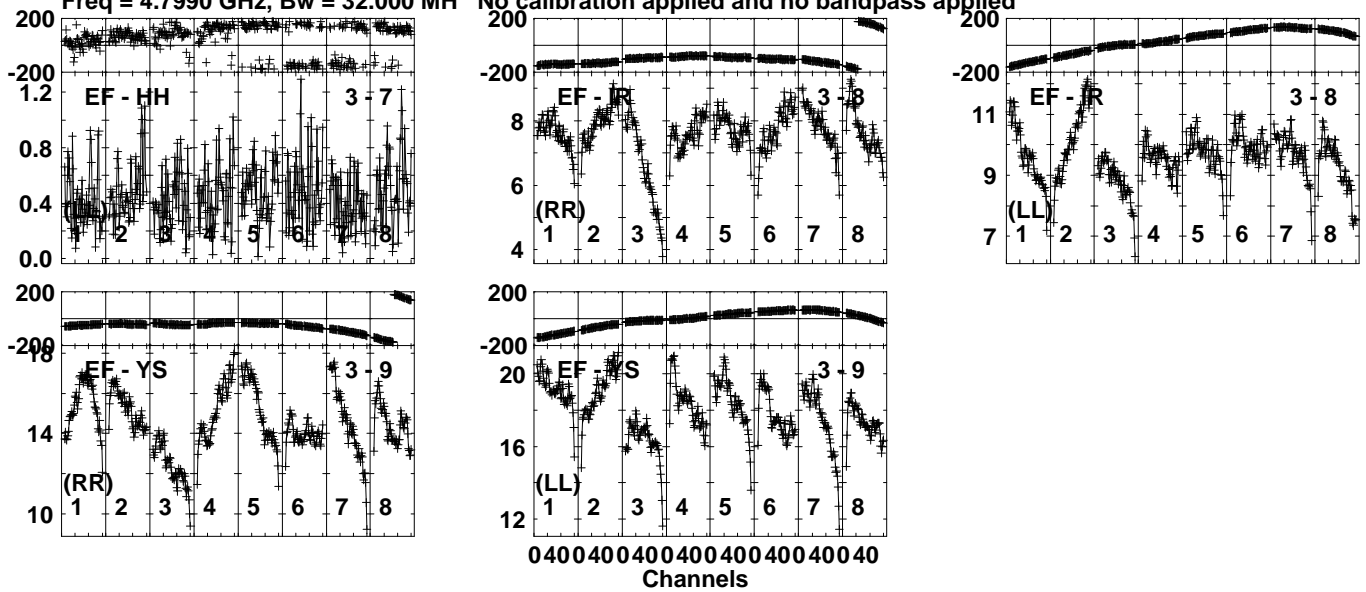 Freq = 4.7990 GHz, Bw = 32.000 MH No calibration applied and no bandpass applied
200
-200
1.2
0.8
0.4
0.0
EF - HH 3 - 7
(LL)
1 2 3 4 5 6 7 8
200
-200
8
6
4
EF - IR 3 - 8
(RR)
1 2 3 4 5 6 7 8
200
-200
11
9
7
EF - IR 3 - 8
(LL)
1 2 3 4 5 6 7 8
200
-200
18
14
10
EF - YS 3 - 9
(RR)
1 2 3 4 5 6 7 8
200
-200
20
16
12
EF - YS 3 - 9
(LL)
1 2 3 4 5 6 7 8
0 40 0 40 0 40 0 40 0 40 0 40 0 40 0 40
Channels